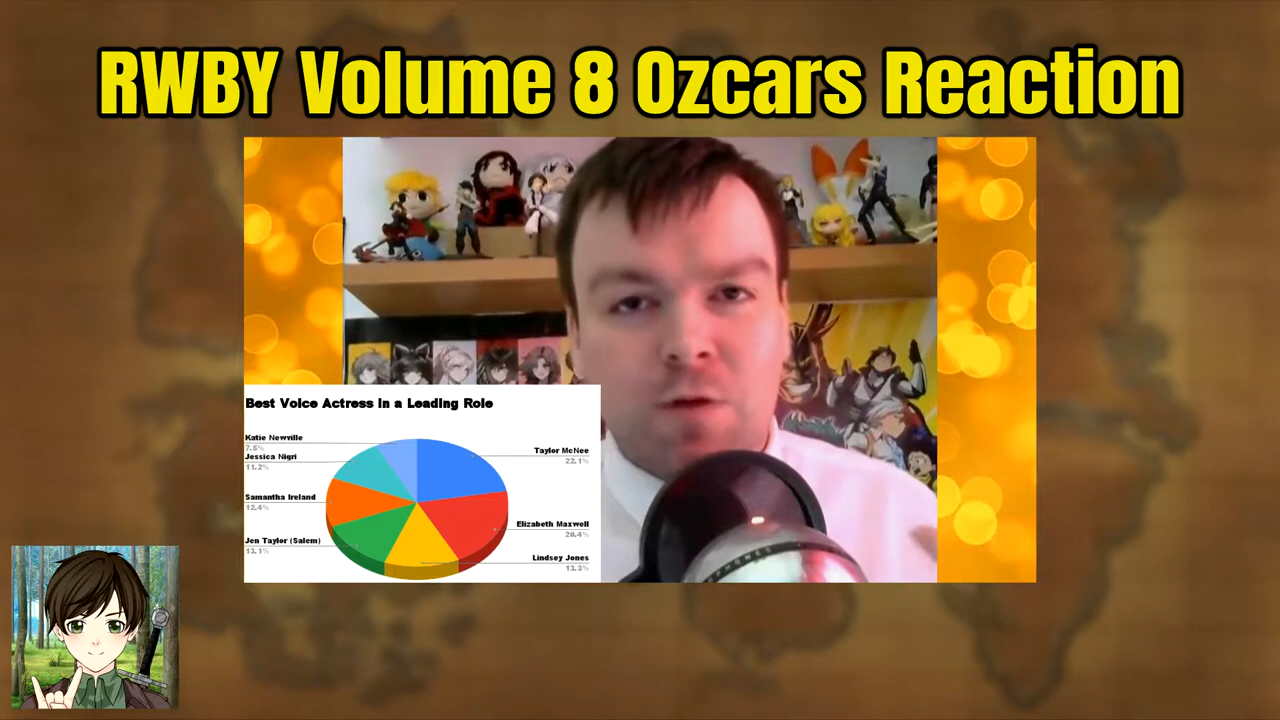 RWBY Volume 8 Ozcars Reaction
Best Voice Actress in a Leading Role
Katie Newville
7.5%
Jessica Nigri
11.2%
Samantha Ireland
12.4%
Jen Taylor (Salem)
13.1%
Taylor McNee
22.1%
Elizabeth Maxwell
20.4%
Lindsey Jones
13.3%